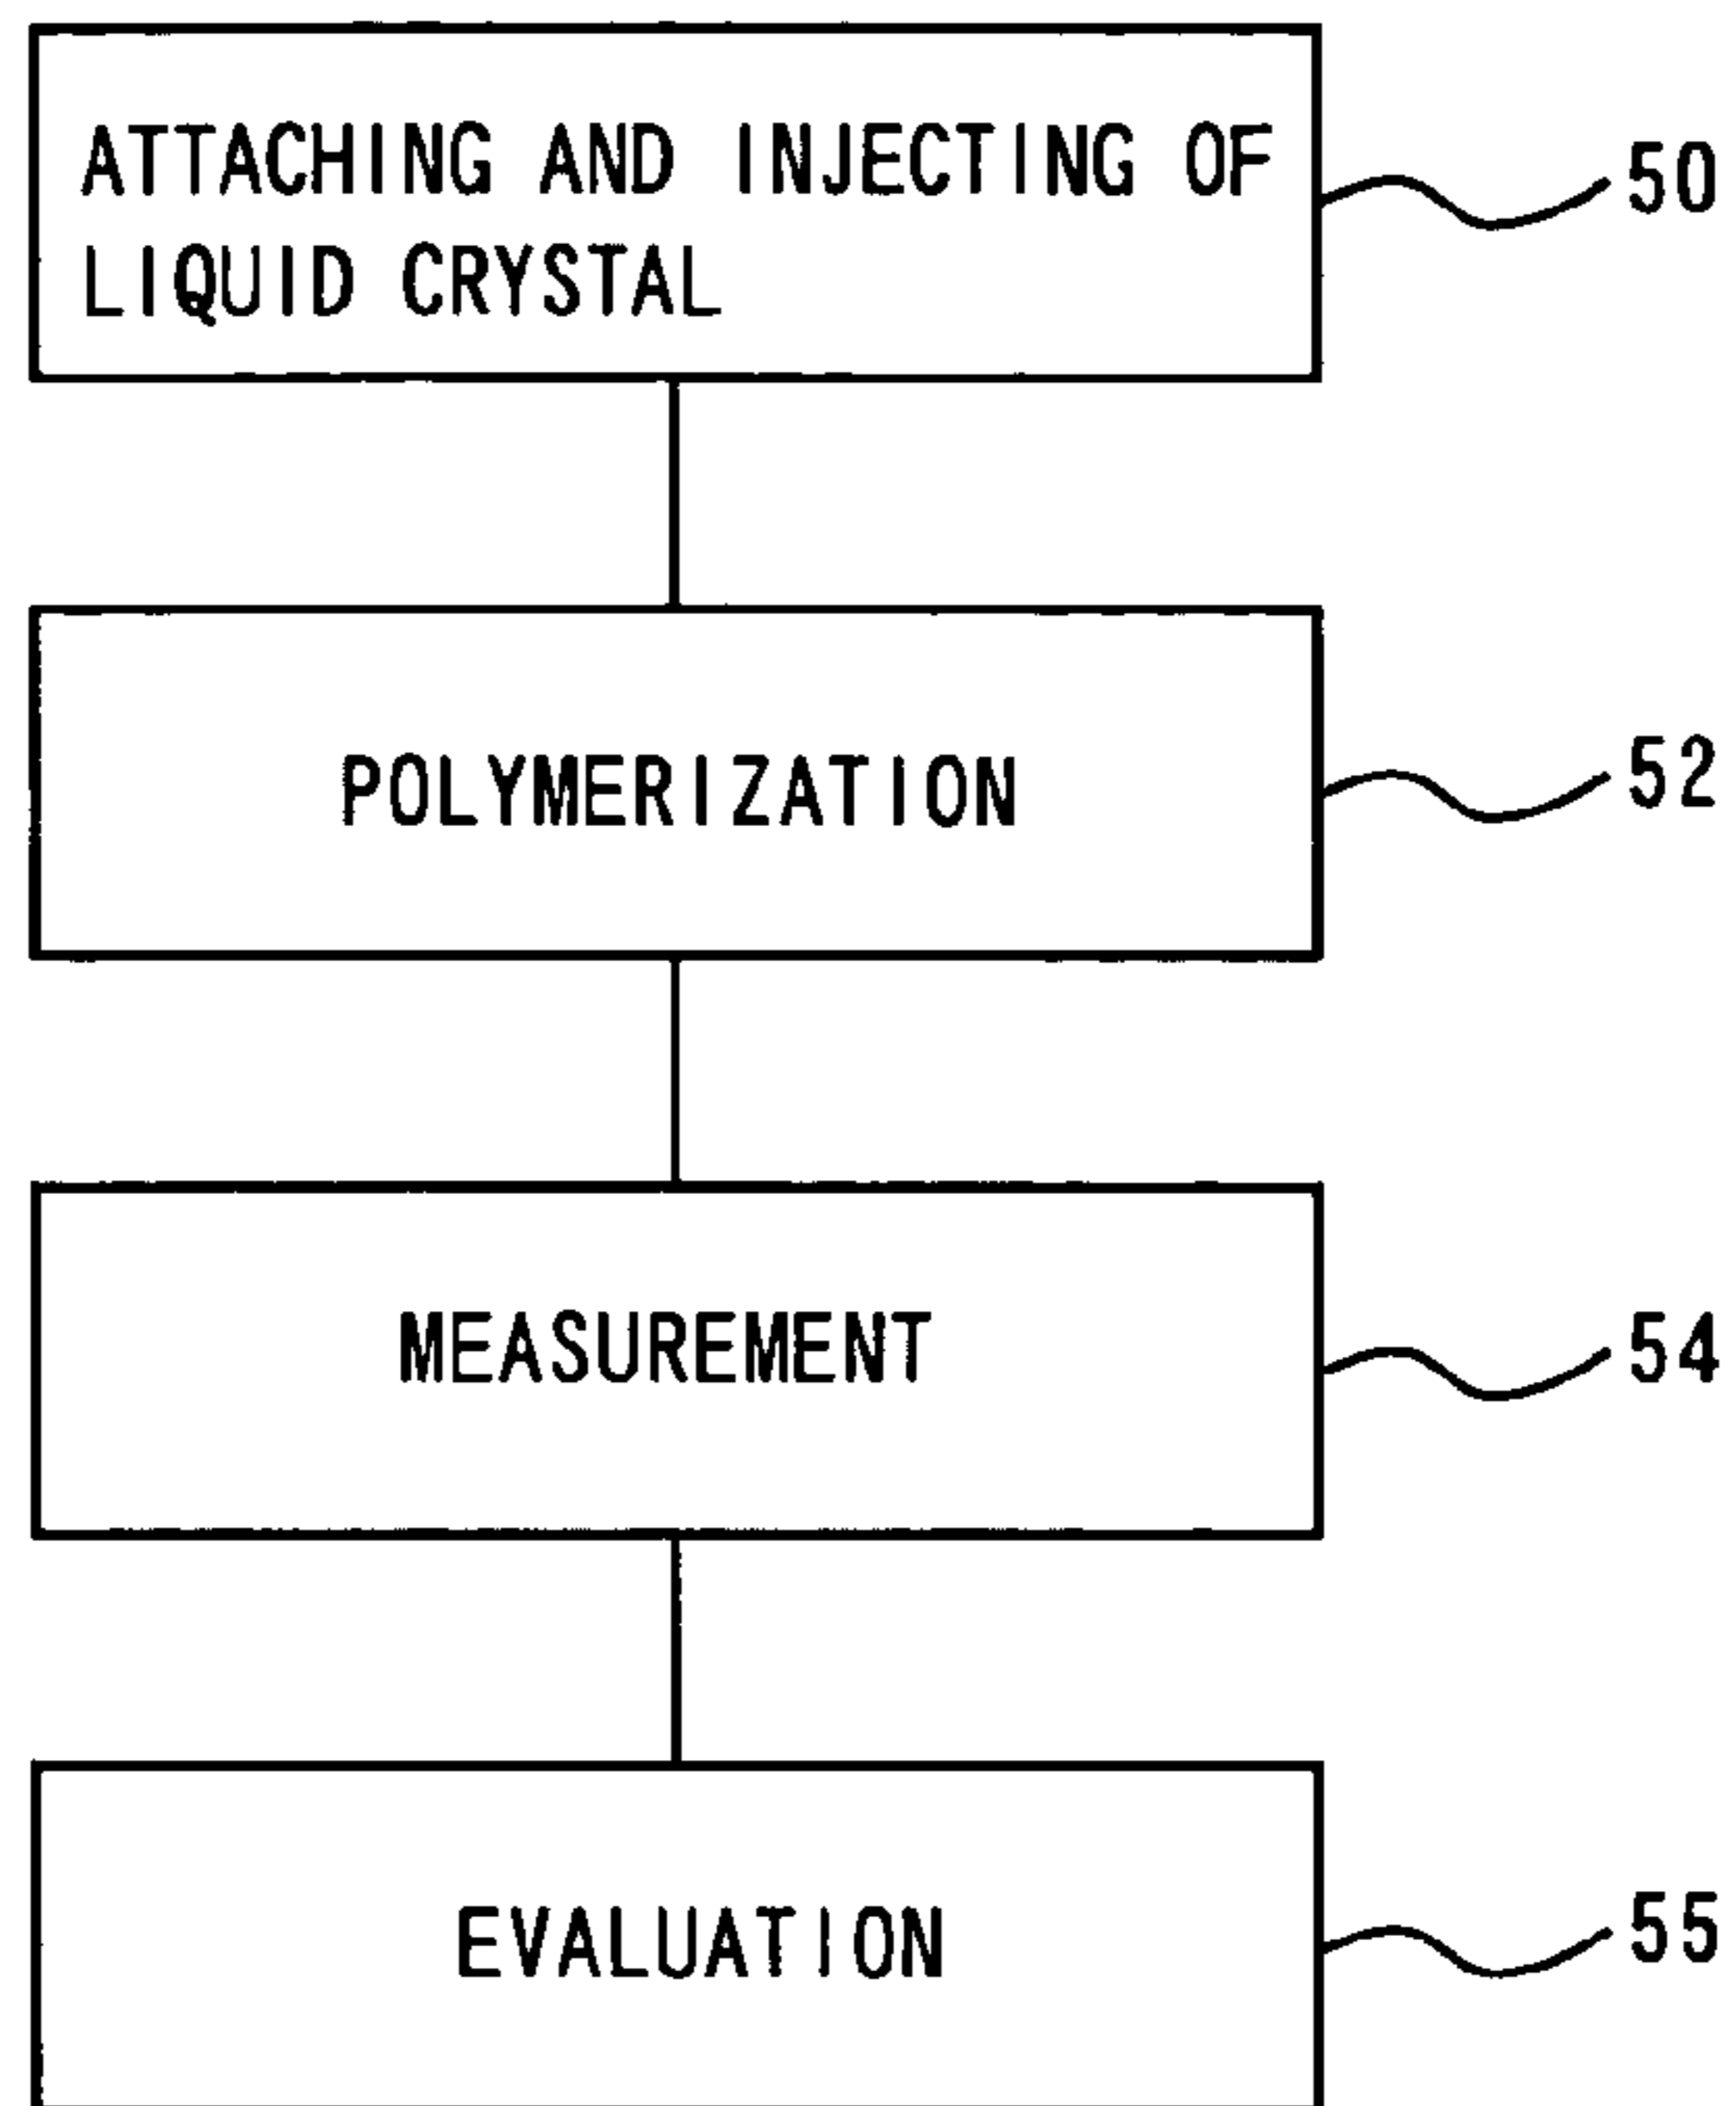 ATTACHING AND INJECTING OF
LIQUID CRYSTAL
50
POLYMERIZATION
52
MEASUREMENT
54
EVALUATION
55